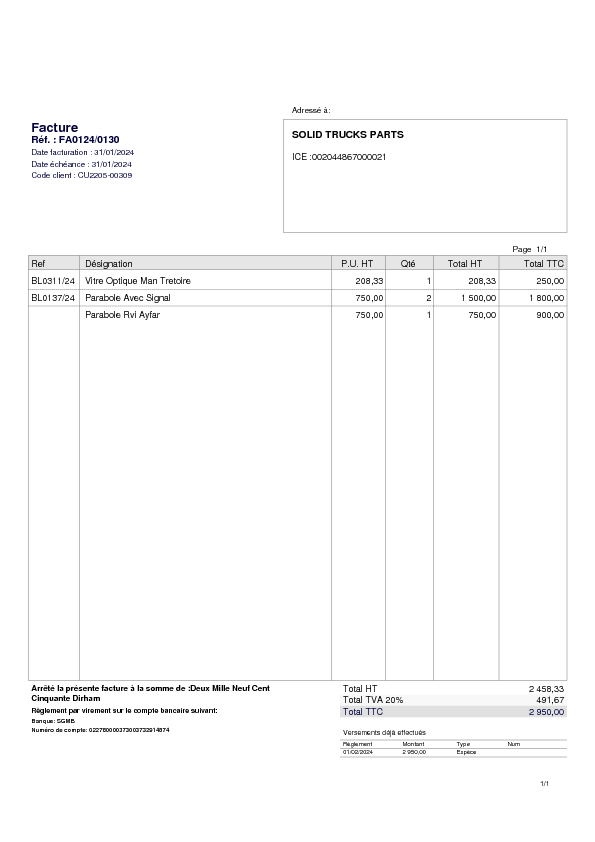 Adressé à:
Facture
Réf. : FA0124/0130
Date facturation : 31/01/2024
Date échéance : 31/01/2024
Code client : CU2205-00309
SOLID TRUCKS PARTS
ICE :002044867000021
Page 1/1
Ref Désignation P.U. HT Qté Total HT Total TTC
BL0311/24 Vitre Optique Man Tretoire 208,33 1 208,33 250,00
BL0137/24 Parabole Avec Signal 750,00 2 1 500,00 1 800,00
Parabole Rvi Ayfar 750,00 1 750,00 900,00
Arrêté la présente facture à la somme de :Deux Mille Neuf Cent
Cinquante Dirham
Règlement par virement sur le compte bancaire suivant:
Banque: SGMB
Numéro de compte: 022780000373003732914874
Total HT 2 458,33
Total TVA 20% 491,67
Total TTC 2 950,00
Versements déjà effectués
Règlement Montant Type Num
01/02/2024 2 950,00 Espèce
1/1